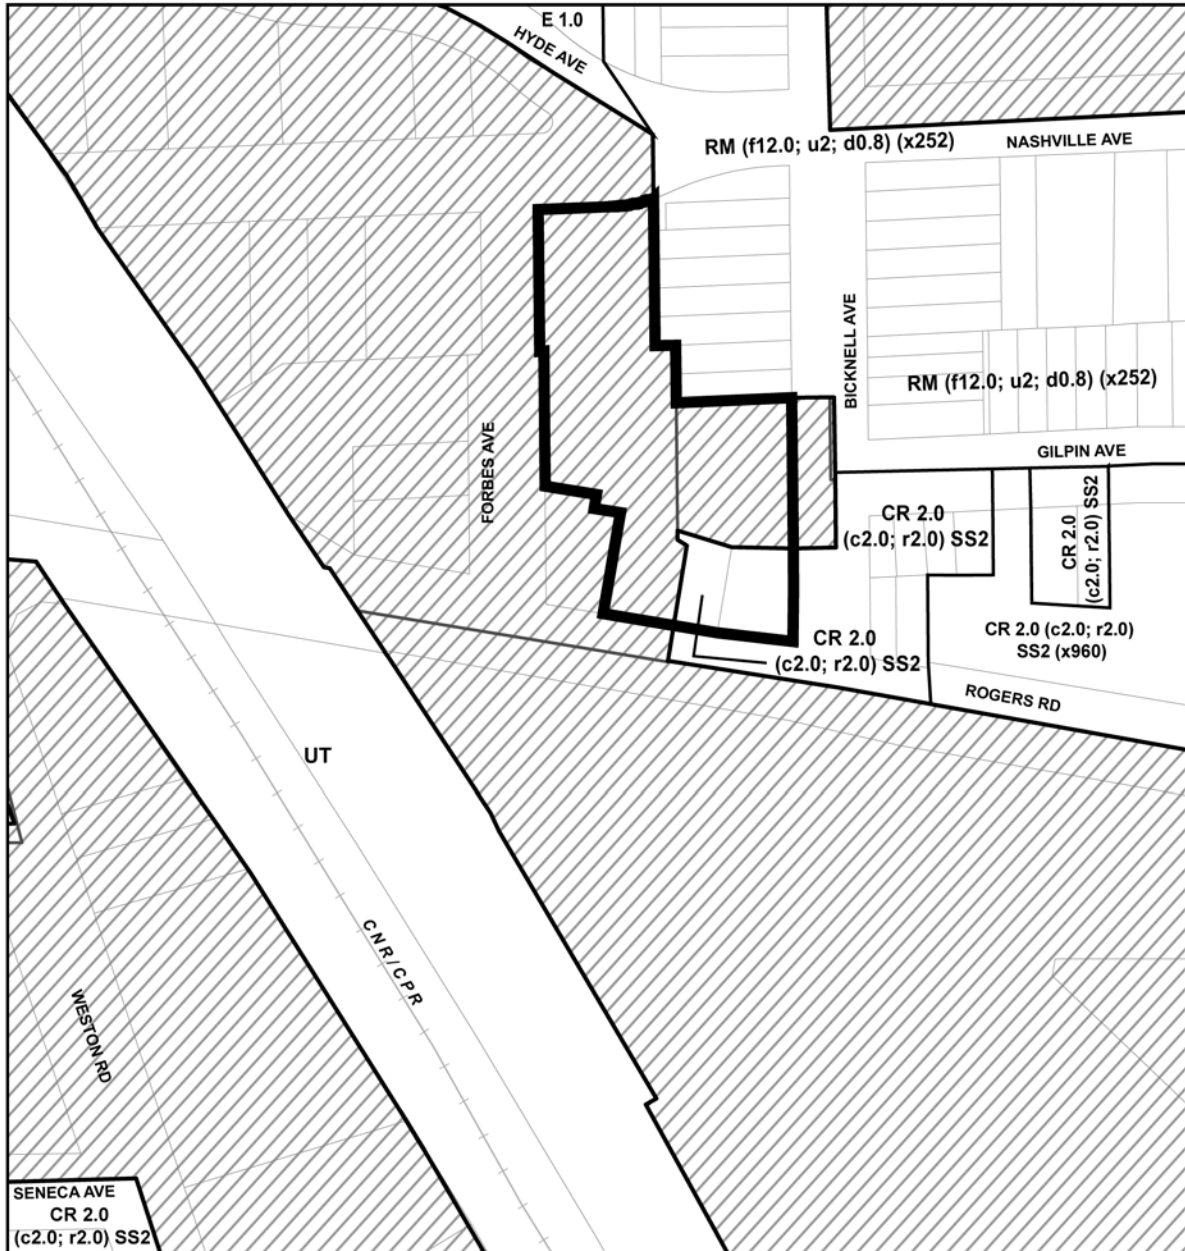 E 1.0
HYDE AVE
RM (f12.0; u2; d0.8) (x252)
NASHVILLE AVE
BICKNELL AVE
RM (f12.0; u2; d0.8) (x252)
FORBES AVE
GILPIN AVE
CR 2.0
(c2.0; r2.0) SS2
CR 2.0
(c2.0; r2.0) SS2
CR 2.0 (c2.0; r2.0)
SS2 (x960)
CR 2.0
(c2.0; r2.0) SS2
ROGERS RD
UT
CNR/CPR
WESTON RD
SENECA AVE
CR 2.0
(c2.0; r2.0) SS2